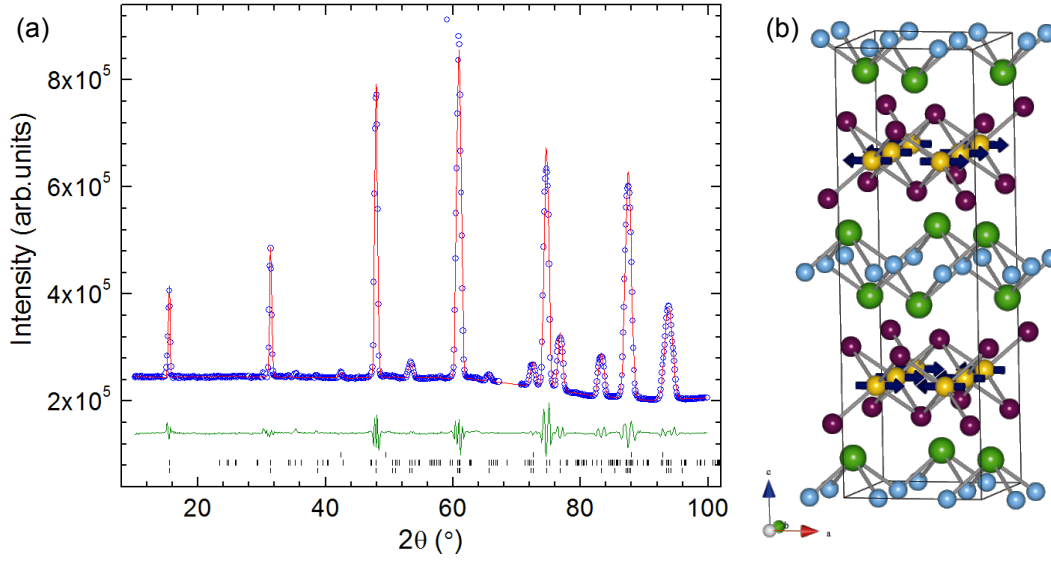 (a)
Intensity (arb.units)
8x10⁵
6x10⁵
4x10⁵
2x10⁵
20
40
60
80
100
2θ (°)
(b)
c
b
a